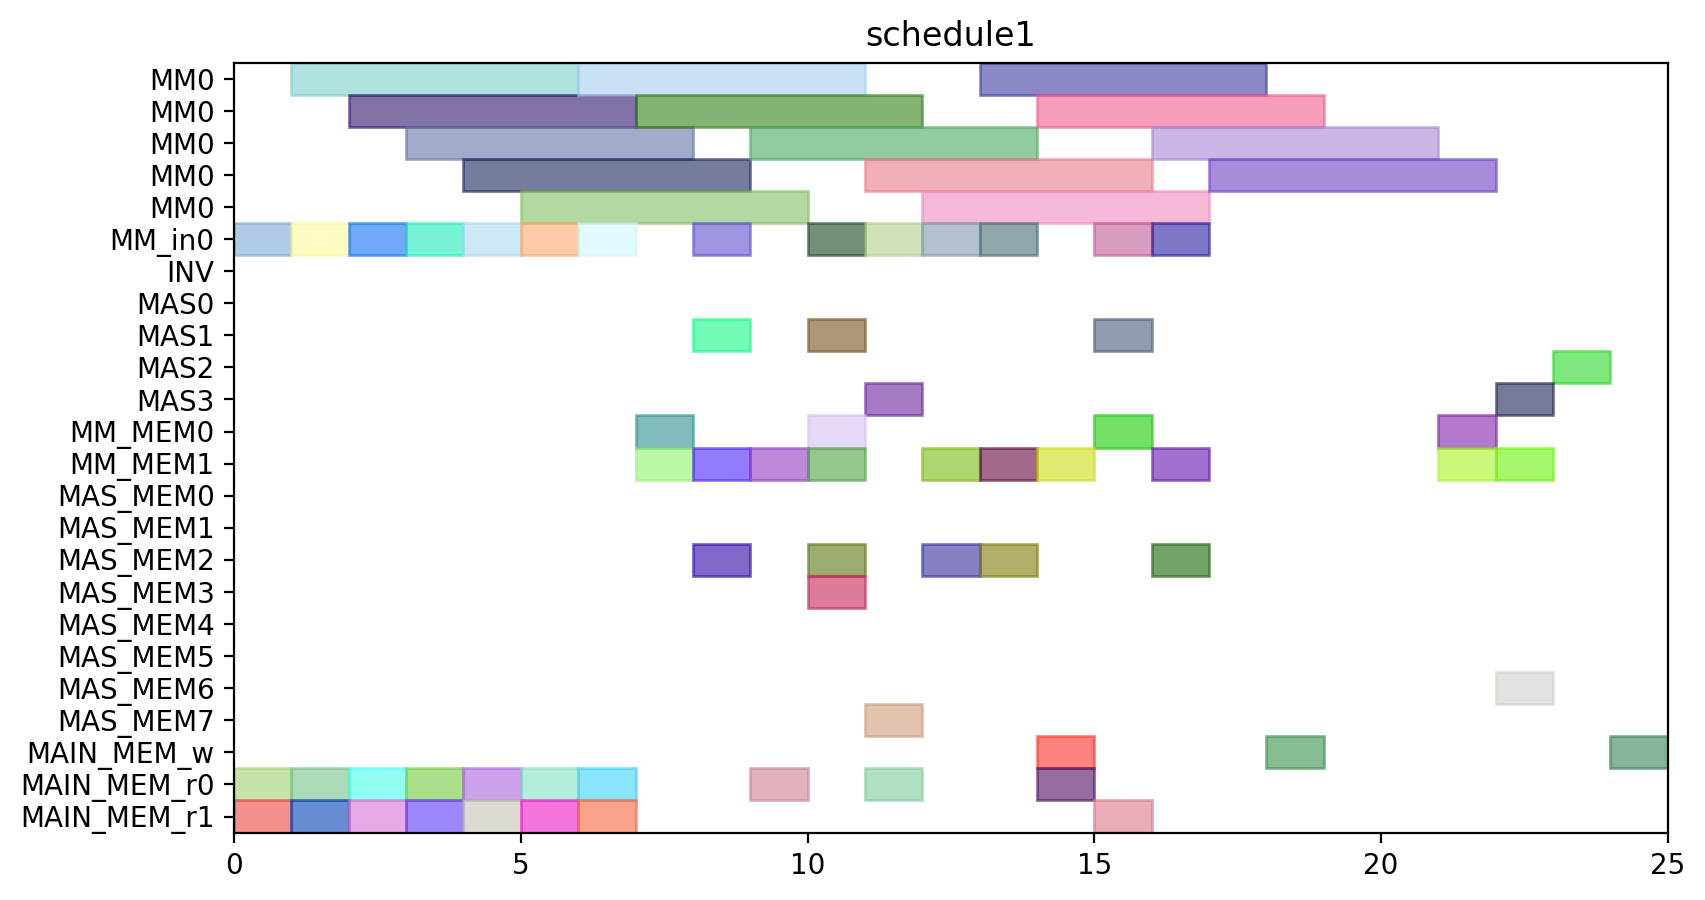 schedule1
MM0
MM0
MM0
MM0
MM0
MM_in0
INV
MAS0
MAS1
MAS2
MAS3
MM_MEM0
MM_MEM1
MAS_MEM0
MAS_MEM1
MAS_MEM2
MAS_MEM3
MAS_MEM4
MAS_MEM5
MAS_MEM6
MAS_MEM7
MAIN_MEM_w
MAIN_MEM_r0
MAIN_MEM_r1
0 5 10 15 20 25